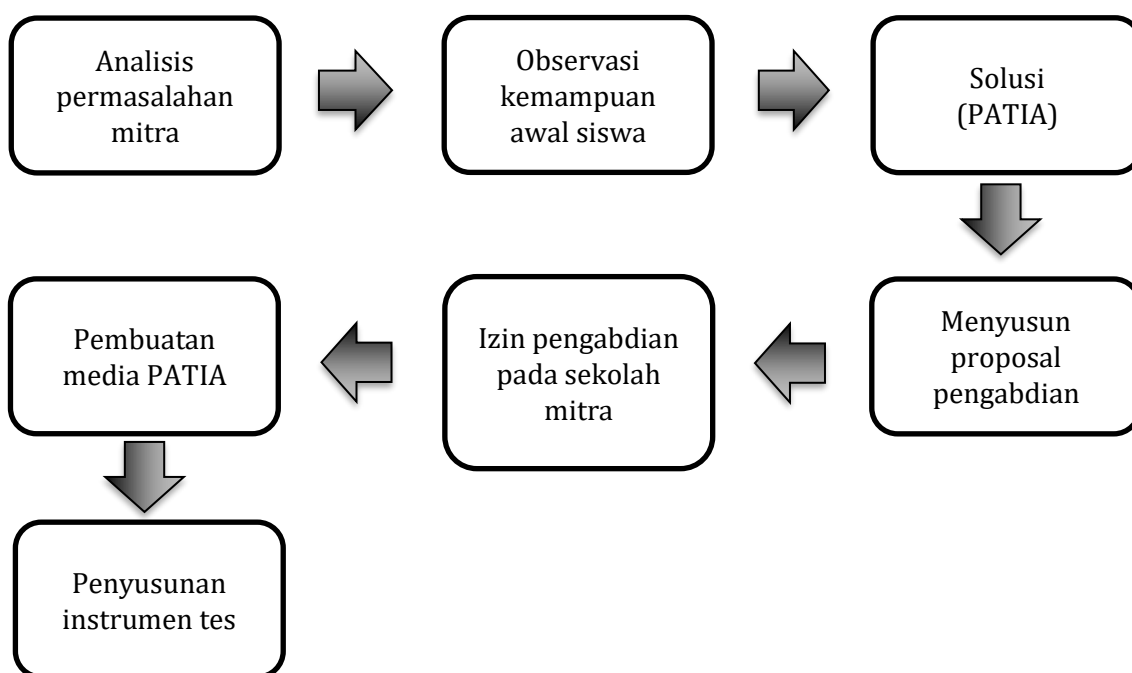 Analisis
permasalahan
mitra
Observasi
kemampuan
awal siswa
Solusi
(PATIA)
Menyusun
proposal
pengabdian
Izin pengabdian
pada sekolah
mitra
Pembuatan
media PATIA
Penyusunan
instrumen tes